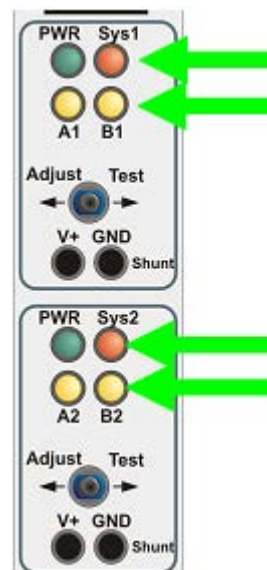 PWR Sys1
A1 B1
Adjust Test
V+ GND
Shunt
PWR Sys2
A2 B2
Adjust Test
V+ GND
Shunt